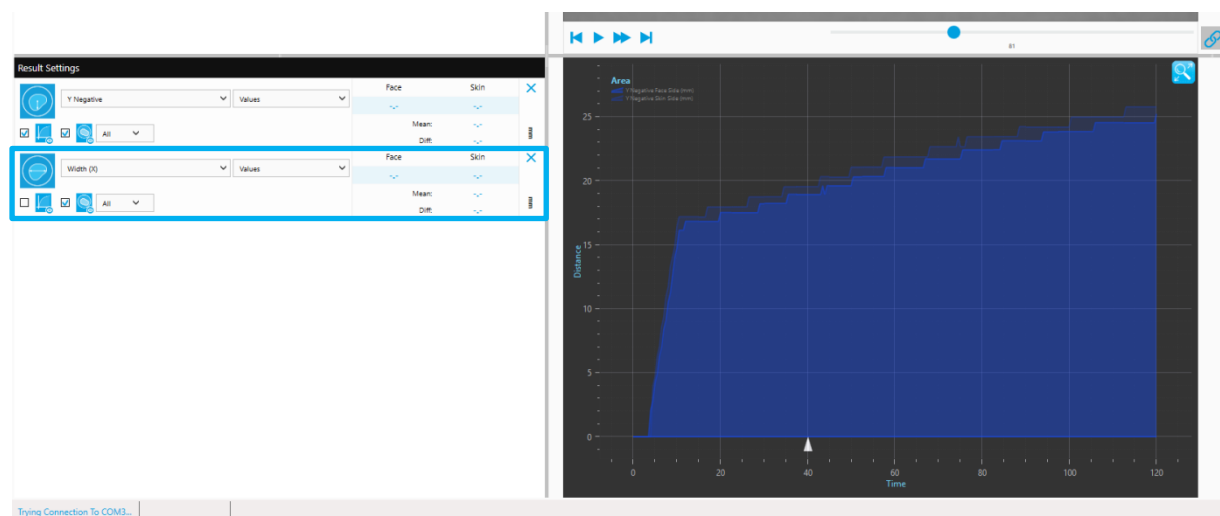 81
Result Settings
Face Skin
Y Negative Values
-.- -.-
All
Mean: -.-
Diff: -.-
Face Skin
Width (X) Values
-.- -.-
All
Mean: -.-
Diff: -.-
Area
Y Negative Face Side (mm)
Y Negative Skin Side (mm)
25
20
15
10
5
0
Distance
0 20 40 60 80 100 120
Time
Trying Connection To COM3...